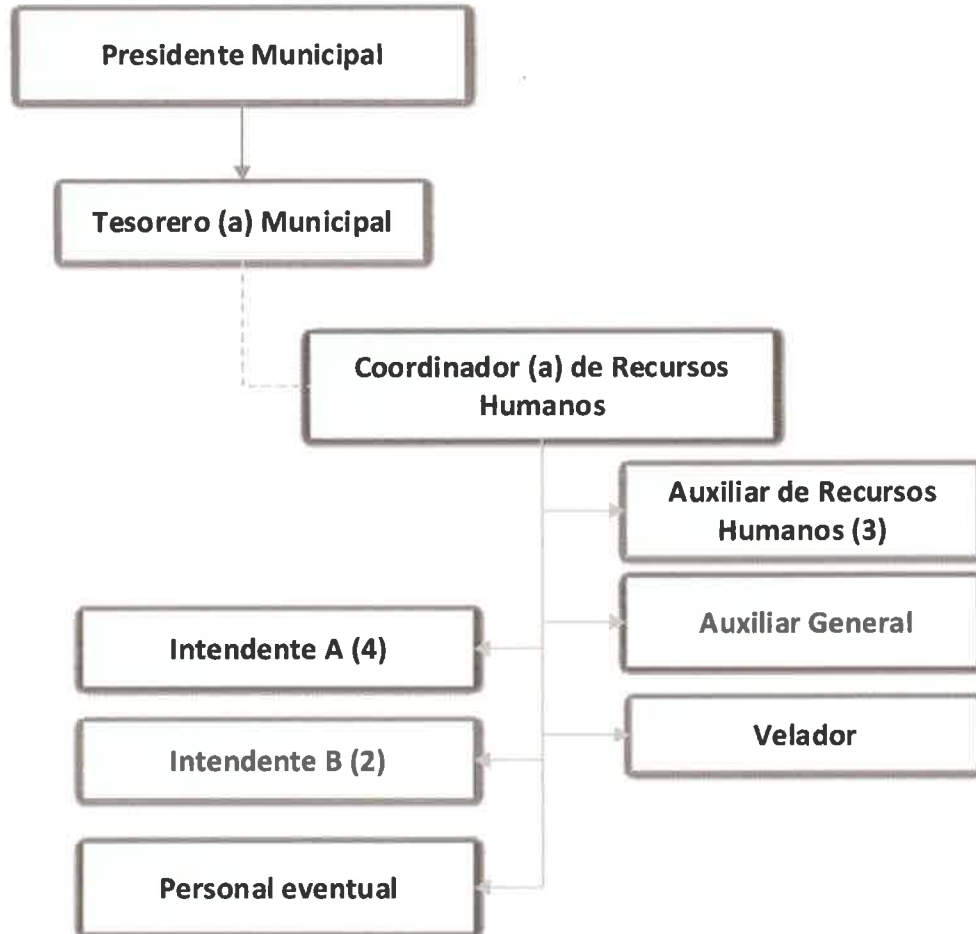 Presidente Municipal
Tesorero (a) Municipal
Coordinador (a) de Recursos
Humanos
Auxiliar de Recursos
Humanos (3)
Auxiliar General
Intendente A (4)
Velador
Intendente B (2)
Personal eventual